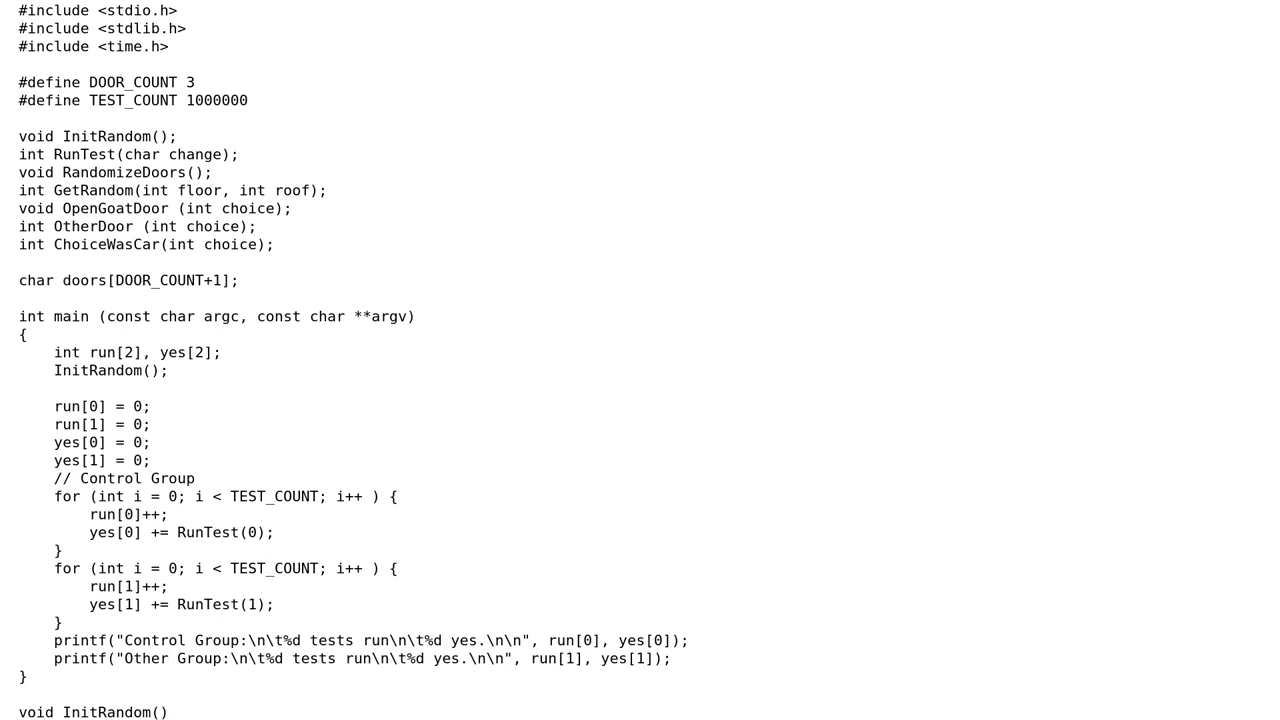 #include <stdio.h>
#include <stdlib.h>
#include <time.h>

#define DOOR_COUNT 3
#define TEST_COUNT 1000000

void InitRandom();
int RunTest(char change);
void RandomizeDoors();
int GetRandom(int floor, int roof);
void OpenGoatDoor (int choice);
int OtherDoor (int choice);
int ChoiceWasCar(int choice);

char doors[DOOR_COUNT+1];

int main (const char argc, const char **argv)
{
    int run[2], yes[2];
    InitRandom();

    run[0] = 0;
    run[1] = 0;
    yes[0] = 0;
    yes[1] = 0;
    // Control Group
    for (int i = 0; i < TEST_COUNT; i++ ) {
        run[0]++;
        yes[0] += RunTest(0);
    }
    for (int i = 0; i < TEST_COUNT; i++ ) {
        run[1]++;
        yes[1] += RunTest(1);
    }
    printf("Control Group:\n\t%d tests run\n\t%d yes.\n\n", run[0], yes[0]);
    printf("Other Group:\n\t%d tests run\n\t%d yes.\n\n", run[1], yes[1]);
}

void InitRandom()